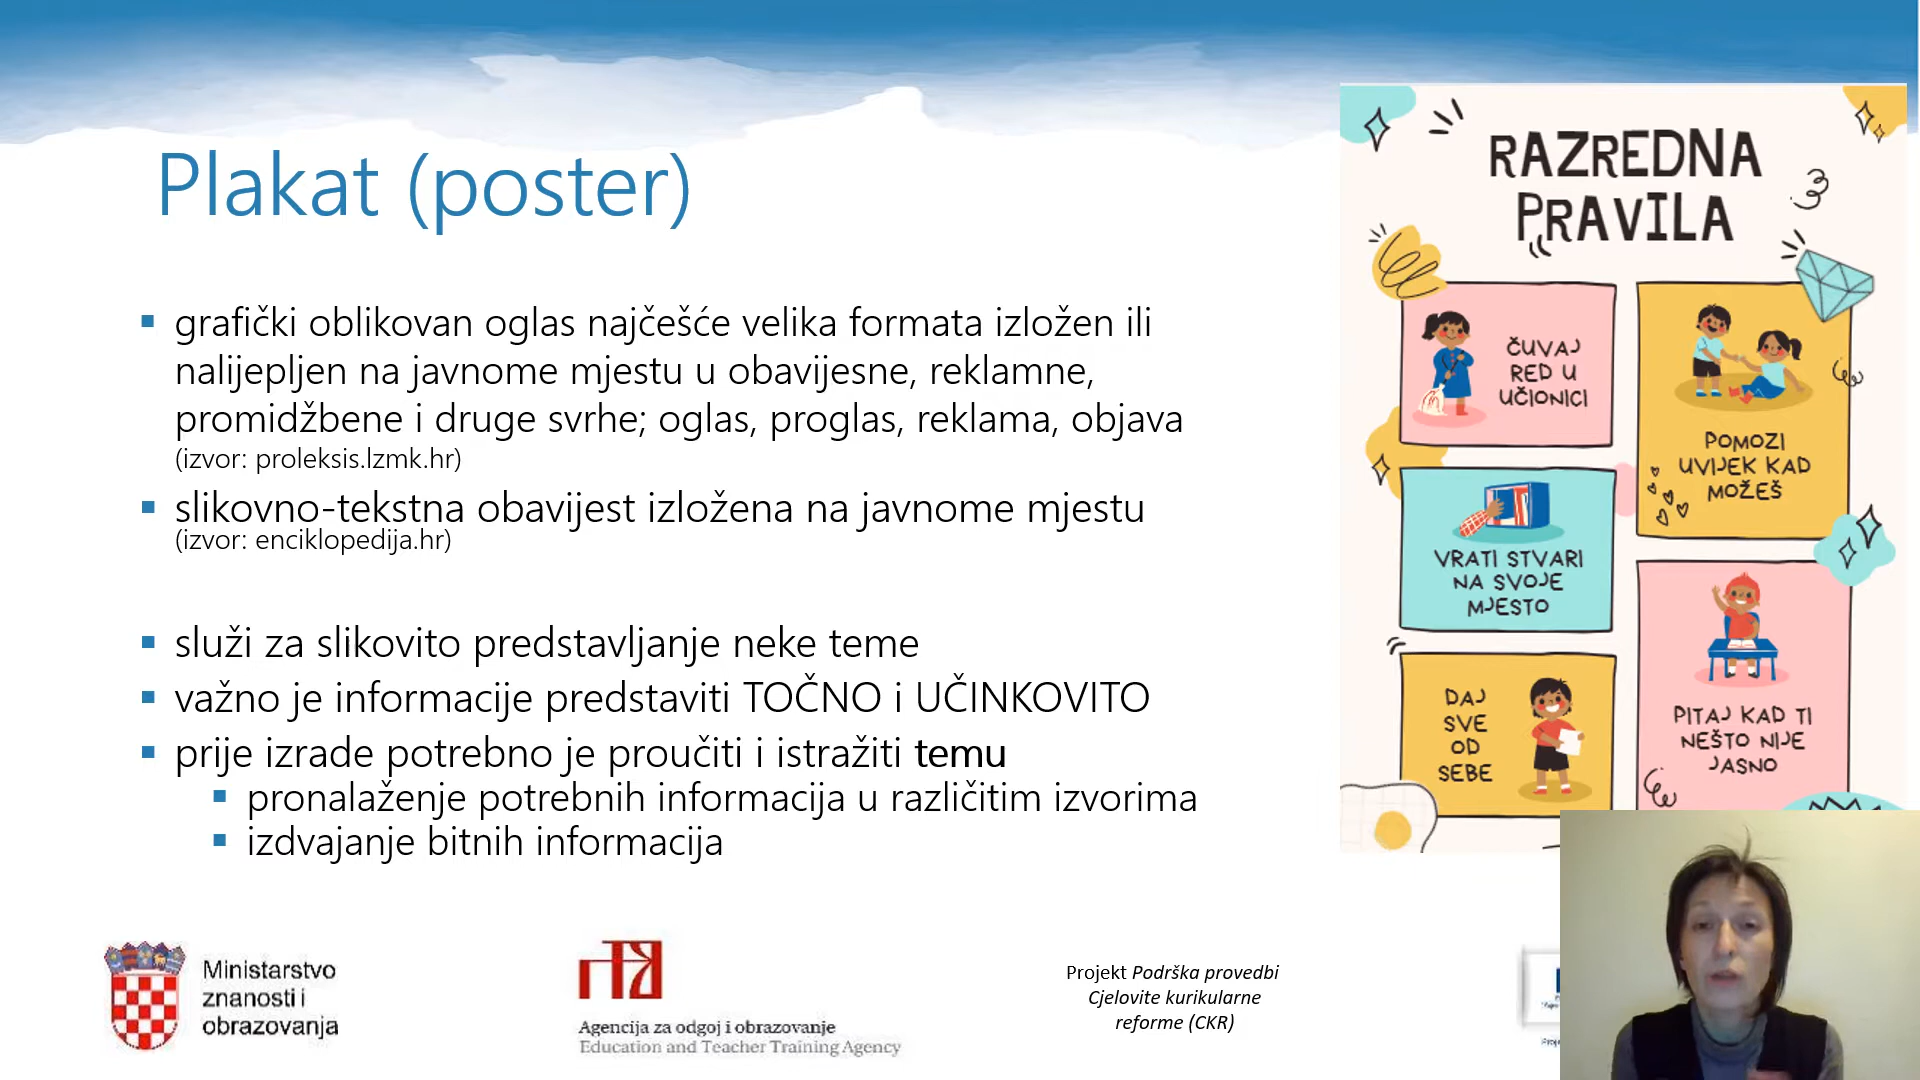 Plakat (poster)
grafički oblikovan oglas najčešće velika formata izložen ili
nalijepljen na javnome mjestu u obavijesne, reklamne,
promidžbene i druge svrhe; oglas, proglas, reklama, objava
(izvor: proleksis.lzmk.hr)
slikovno-tekstna obavijest izložena na javnome mjestu
(izvor: enciklopedija.hr)
služi za slikovito predstavljanje neke teme
važno je informacije predstaviti TOČNO i UČINKOVITO
prije izrade potrebno je proučiti i istražiti temu
pronalaženje potrebnih informacija u različitim izvorima
izdvajanje bitnih informacija
RAZREDNA
PRAVILA
ČUVAJ
RED U
UČIONICI
POMOZI
UVIJEK KAD
MOŽEŠ
VRATI STVARI
NA SVOJE
MJESTO
DAJ
SVE
OD
SEBE
PITAJ KAD TI
NEŠTO NIJE
JASNO
Ministarstvo
znanosti i
obrazovanja
Agencija za odgoj i obrazovanje
Education and Teacher Training Agency
Projekt Podrška provedbi
Cjelovite kurikularne
reforme (CKR)